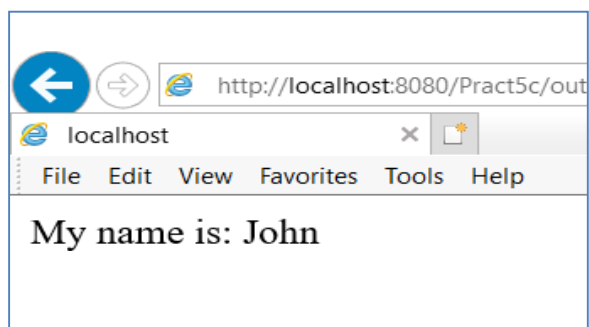 http://localhost:8080/Pract5c/out
localhost
File Edit View Favorites Tools Help
My name is: John